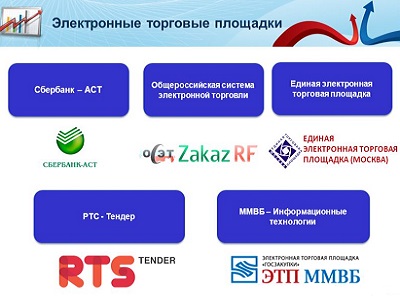 Электронные торговые площадки
Сбербанк – АСТ
Общероссийская система
электронной торговли
Единая электронная
торговая площадка
СБЕРБАНК-АСТ
ОСЭТ Zakaz RF
ЕДИНАЯ
ЭЛЕКТРОННАЯ ТОРГОВАЯ
ПЛОЩАДКА (МОСКВА)
РТС - Тендер
ММВБ – Информационные
технологии
RTS TENDER
ЭЛЕКТРОННАЯ ТОРГОВАЯ ПЛОЩАДКА
«ГОСЗАКУПКИ»
ЭТП ММВБ